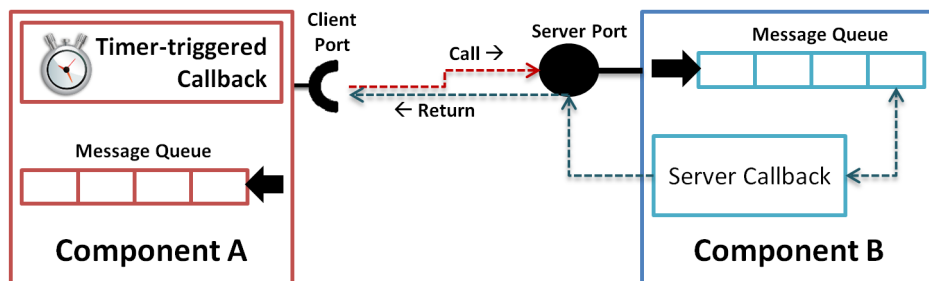 Timer-triggered
Callback
Client
Port
Call →
Server Port
← Return
Message Queue
Message Queue
Server Callback
Component A
Component B